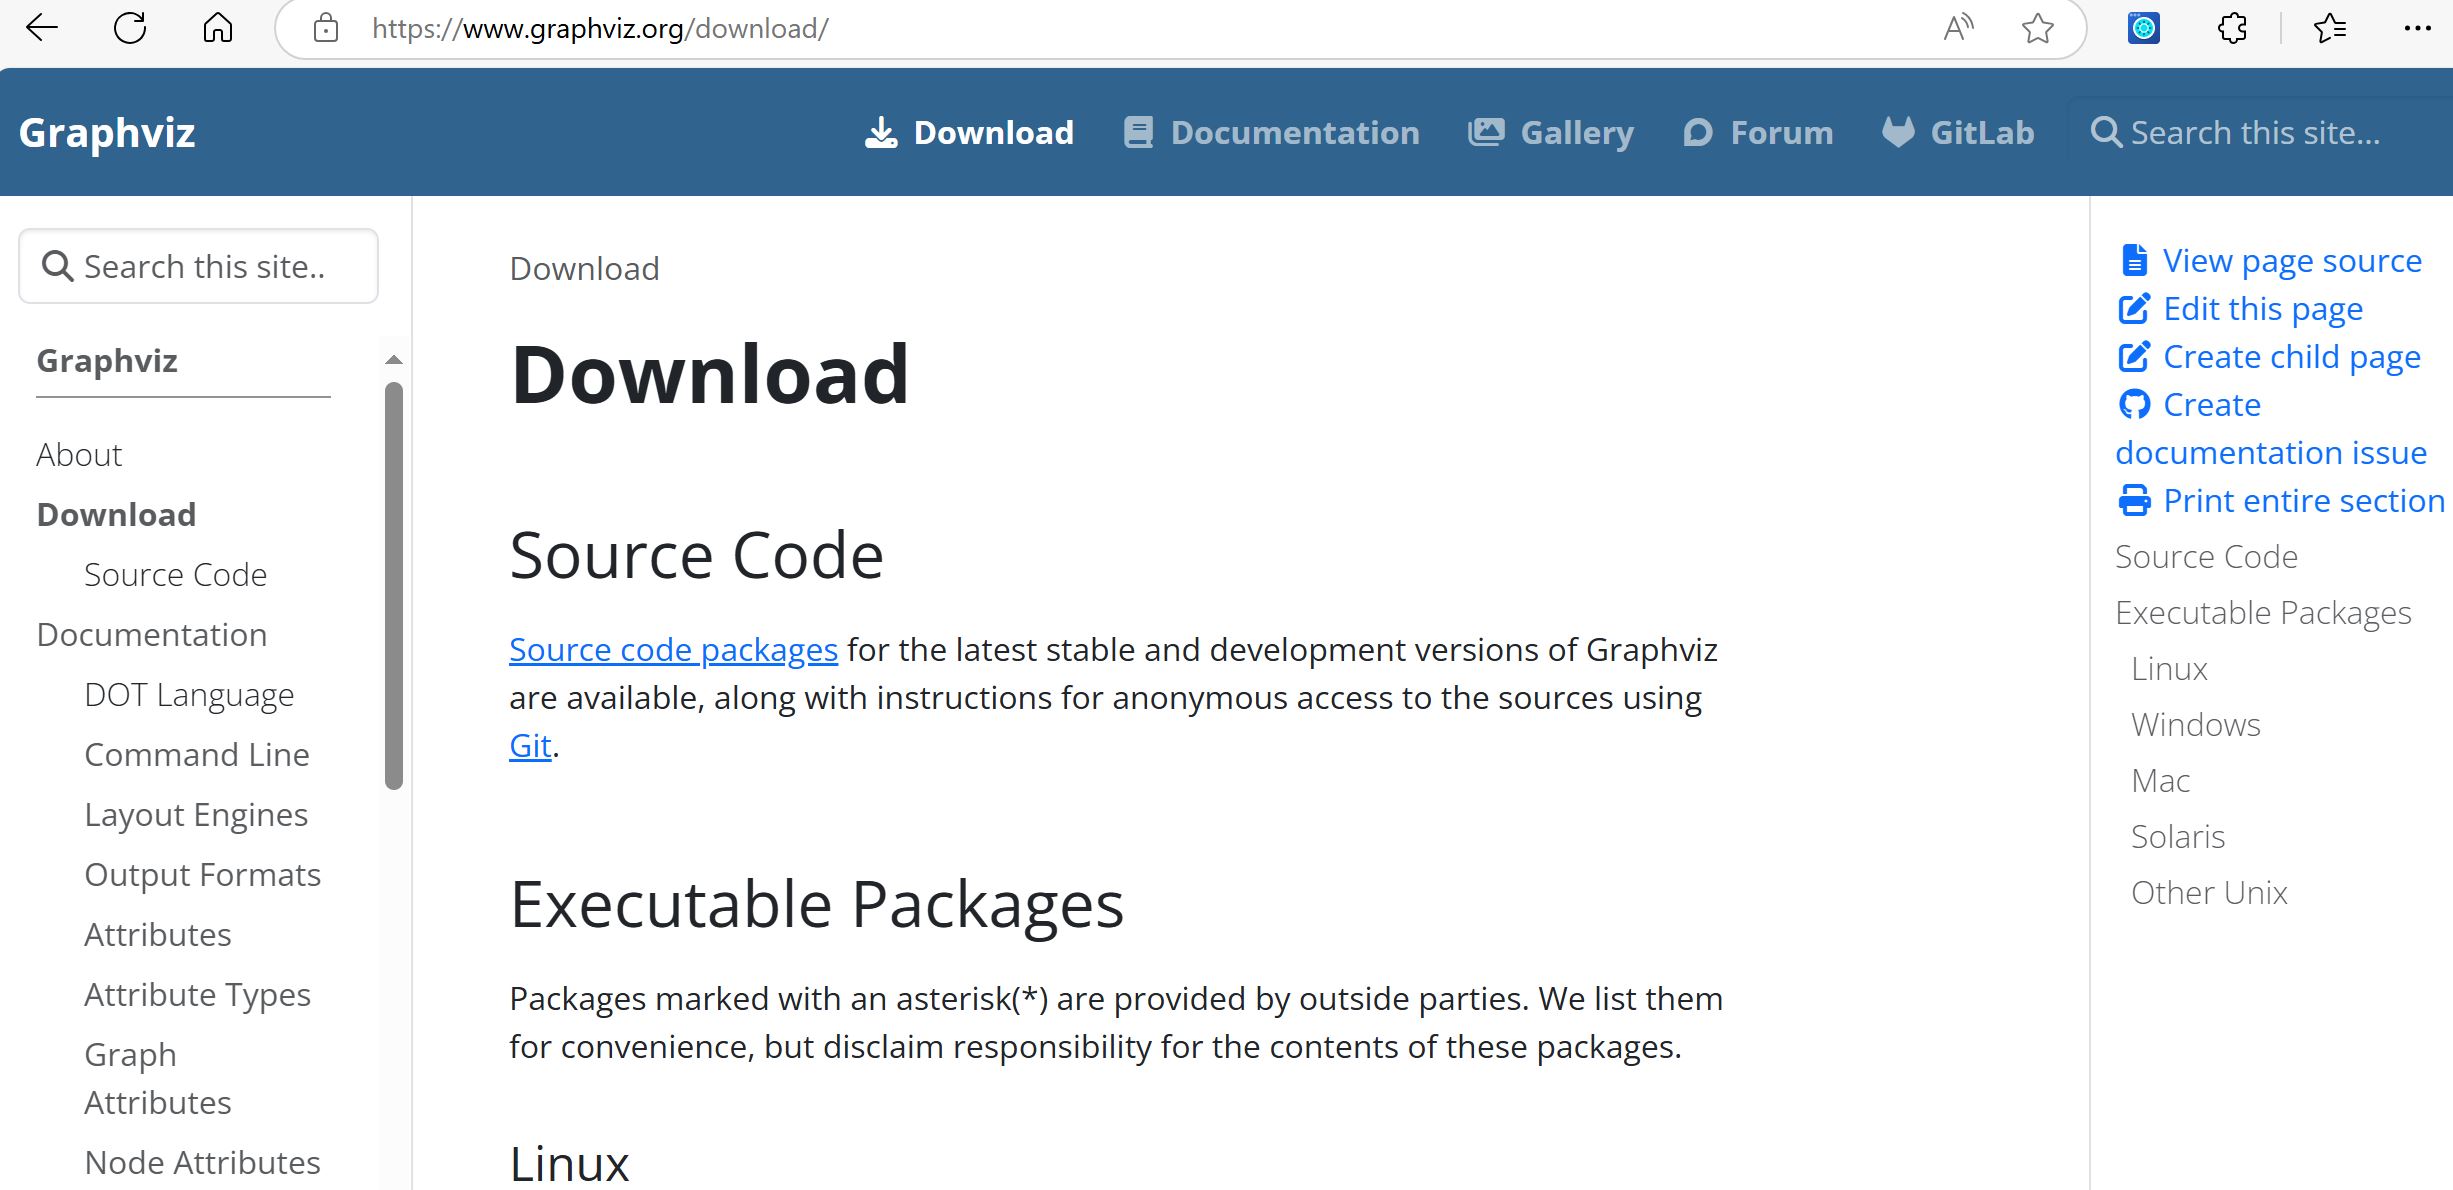 https://www.graphviz.org/download/
Graphviz
Download
Documentation
Gallery
Forum
GitLab
Search this site...
Search this site..
Graphviz
About
Download
Source Code
Documentation
DOT Language
Command Line
Layout Engines
Output Formats
Attributes
Attribute Types
Graph
Attributes
Node Attributes
Download
Download
Source Code
Source code packages for the latest stable and development versions of Graphviz
are available, along with instructions for anonymous access to the sources using
Git.
Executable Packages
Packages marked with an asterisk(*) are provided by outside parties. We list them
for convenience, but disclaim responsibility for the contents of these packages.
Linux
View page source
Edit this page
Create child page
Create
documentation issue
Print entire section
Source Code
Executable Packages
Linux
Windows
Mac
Solaris
Other Unix